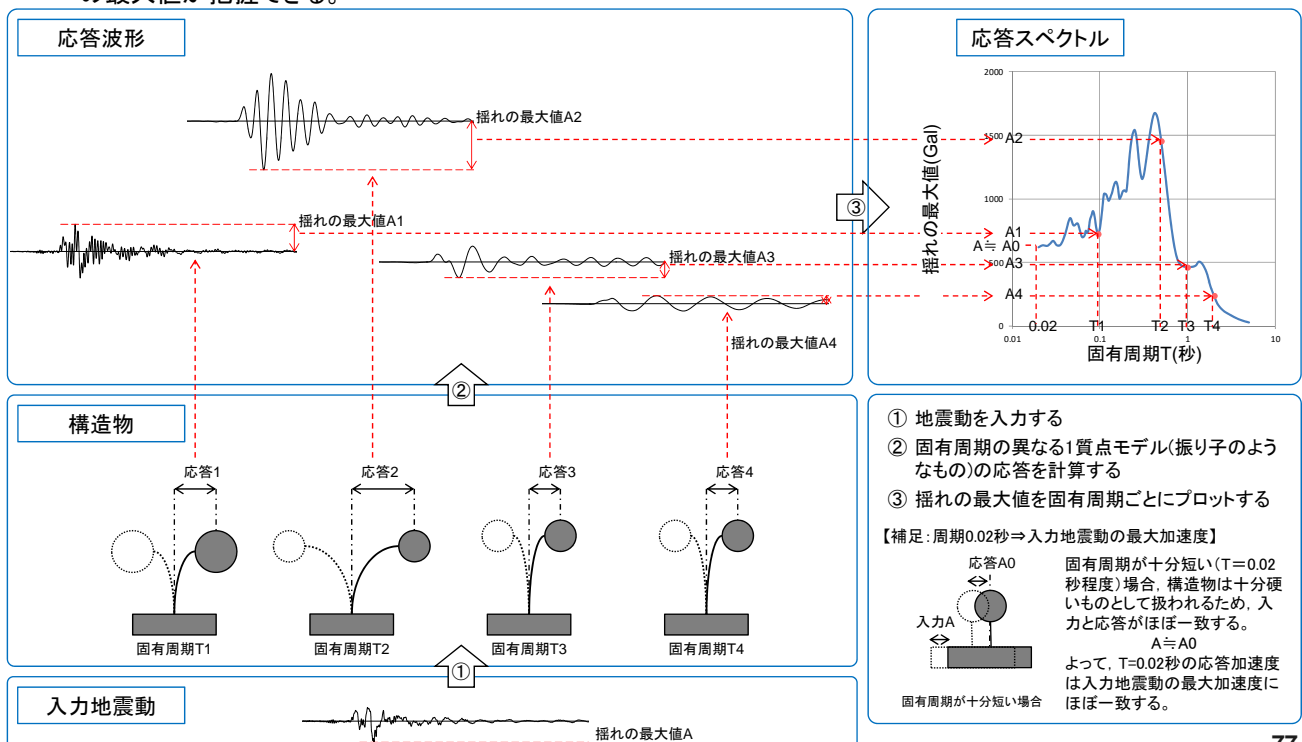 の最大値が把握できる。
応答波形
揺れの最大値A2
揺れの最大値A1
揺れの最大値A3
揺れの最大値A4
③
応答スペクトル
揺れの最大値(Gal)
2000
1500
A2
1000
A1
A≒A0
500
A3
A4
0
0.02
T1
T2
T3
T4
0.01
0.1
1
10
固有周期T(秒)
②
構造物
応答1
応答2
応答3
応答4
固有周期T1
固有周期T2
固有周期T3
固有周期T4
①
① 地震動を入力する
② 固有周期の異なる1質点モデル(振り子のよう
なもの)の応答を計算する
③ 揺れの最大値を固有周期ごとにプロットする
【補足:周期0.02秒⇒入力地震動の最大加速度】
応答A0
入力A
固有周期が十分短い場合
固有周期が十分短い(T=0.02
秒程度)場合, 構造物は十分硬
いものとして扱われるため, 入
力と応答がほぼ一致する。
A≒A0
よって, T=0.02秒の応答加速度
は入力地震動の最大加速度に
ほぼ一致する。
入力地震動
揺れの最大値A